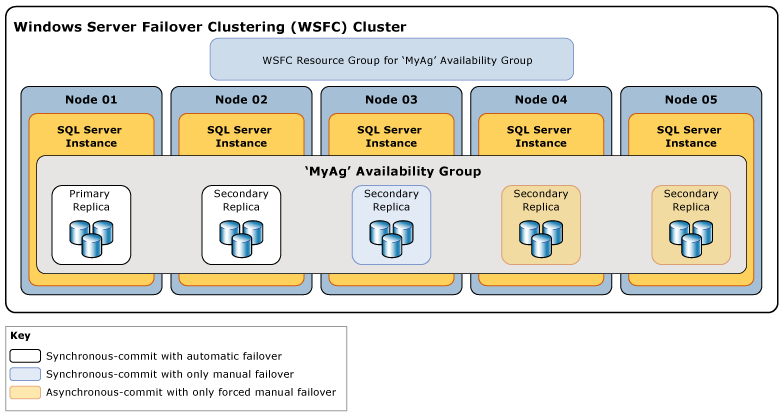 Windows Server Failover Clustering (WSFC) Cluster
WSFC Resource Group for ‘MyAg’ Availability Group
Node 01
Node 02
Node 03
Node 04
Node 05
SQL Server
Instance
SQL Server
Instance
SQL Server
Instance
SQL Server
Instance
SQL Server
Instance
‘MyAg’ Availability Group
Primary
Replica
Secondary
Replica
Secondary
Replica
Secondary
Replica
Secondary
Replica
Key
Synchronous-commit with automatic failover
Synchronous-commit with only manual failover
Asynchronous-commit with only forced manual failover